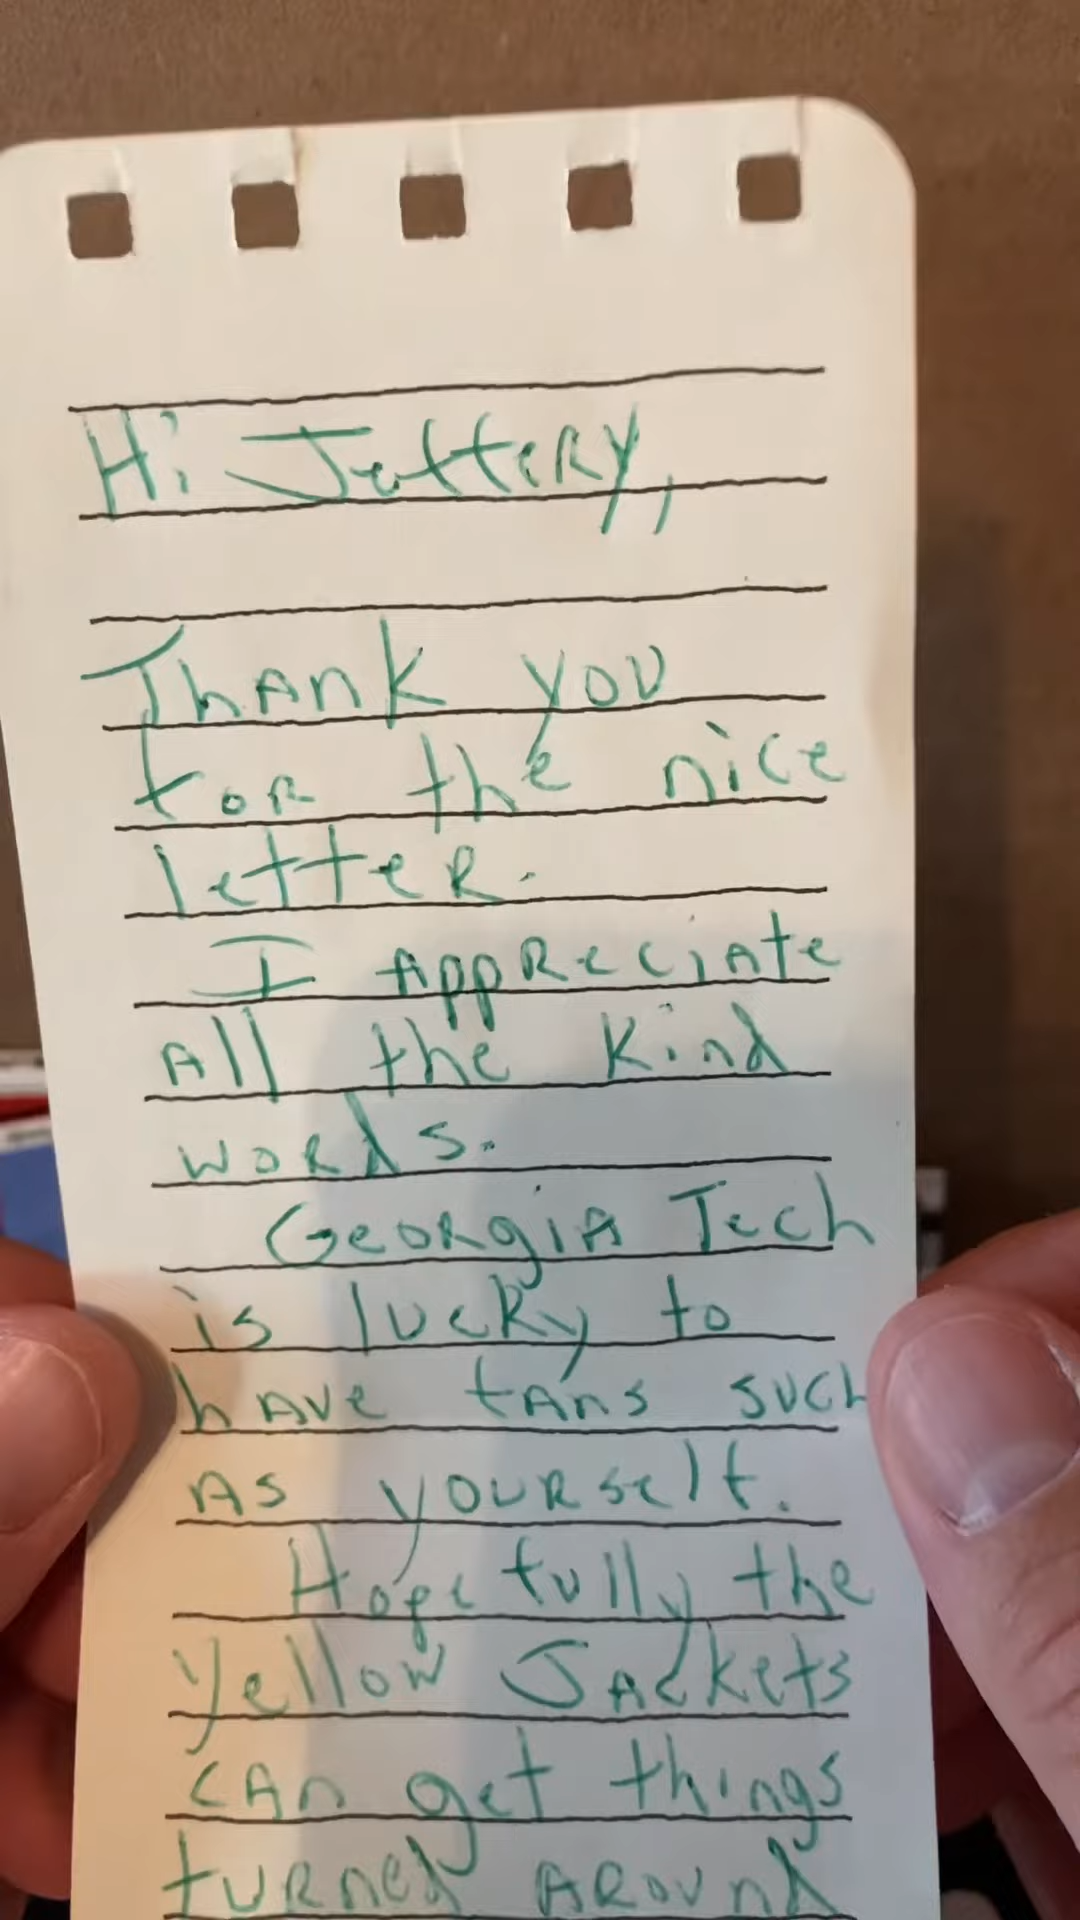 Hi Jeffery,
Thank you
for the nice
letter.
I Appreciate
All the kind
words.
Georgia Tech
is lucky to
have fans such
As yourself.
Hopefully the
Yellow Jackets
can get things
turned around